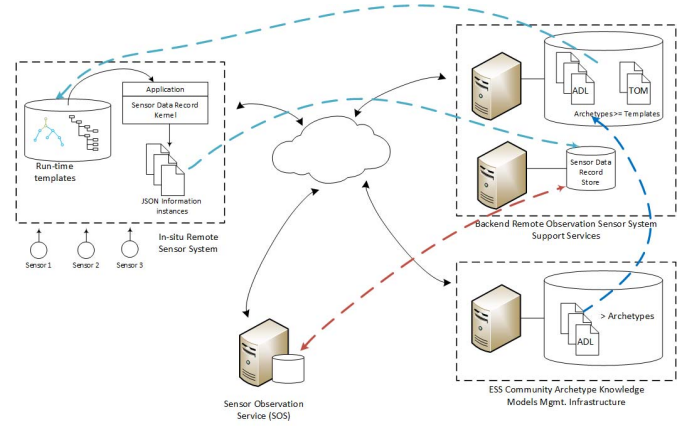 Application
Sensor Data Record
Kernel
Run-time
templates
JSON Information
instances
In-situ Remote
Sensor System
Sensor 1
Sensor 2
Sensor 3
ADL
TOM
Archetypes>= Templates
Sensor Data
Record
Store
Backend Remote Observation Sensor System
Support Services
> Archetypes
ADL
ESS Community Archetype Knowledge
Models Mgmt. Infrastructure
Sensor Observation
Service (SOS)